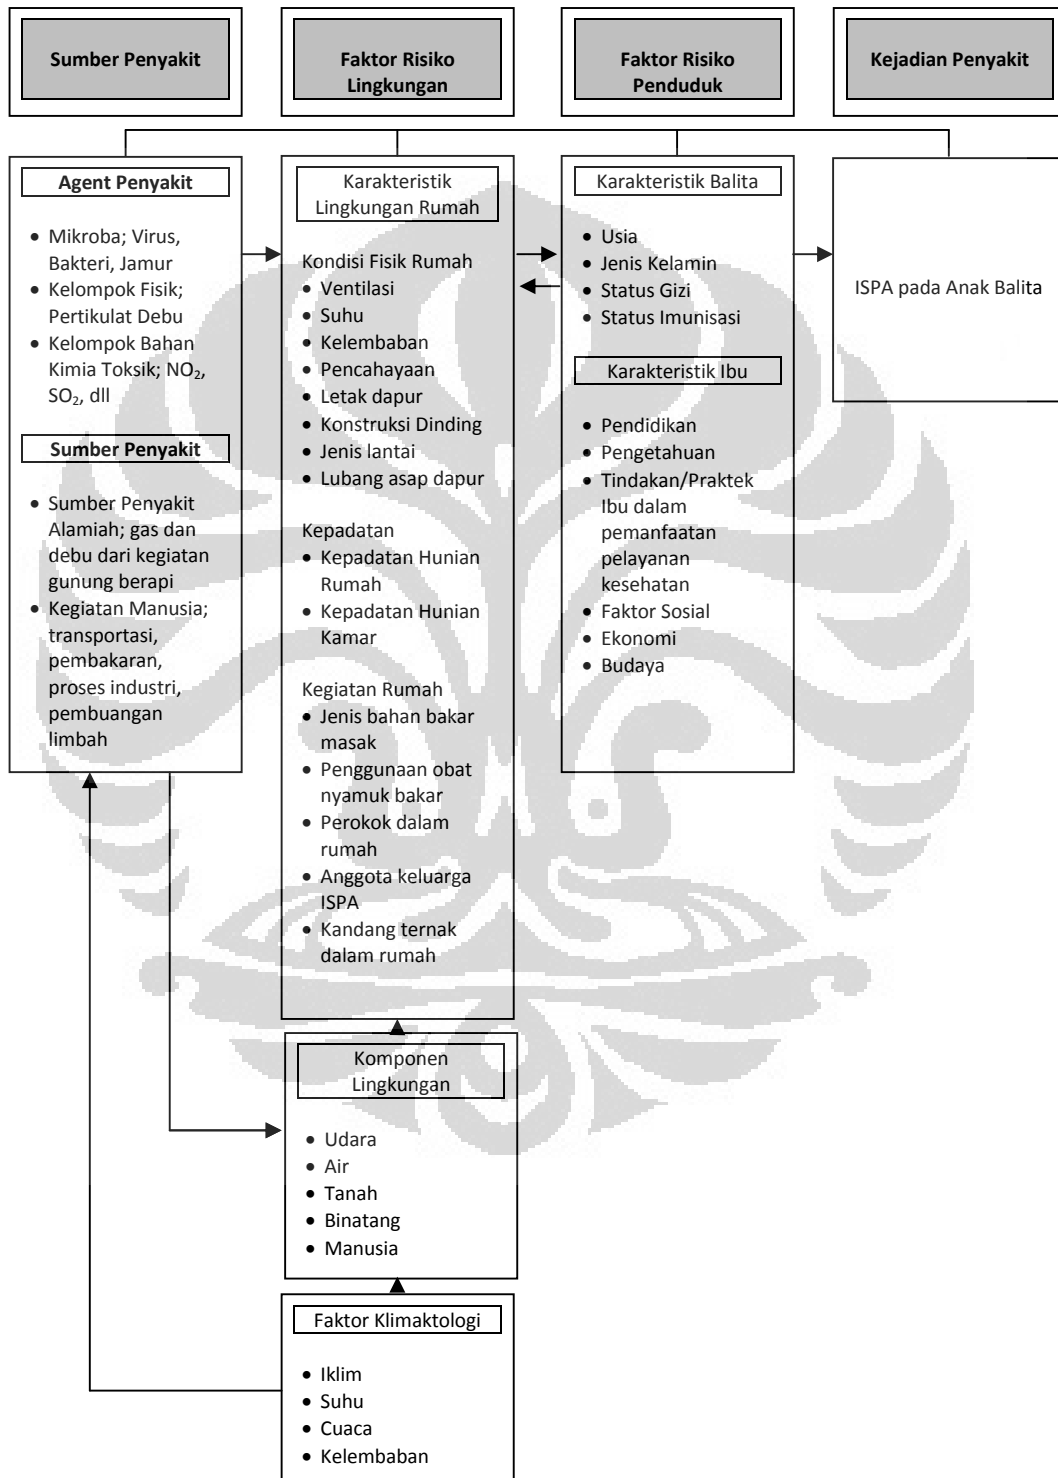 Sumber Penyakit
Faktor Risiko
Lingkungan
Faktor Risiko
Penduduk
Kejadian Penyakit
Agent Penyakit
• Mikroba; Virus,
Bakteri, Jamur
• Kelompok Fisik;
Pertikulat Debu
• Kelompok Bahan
Kimia Toksik; NO₂,
SO₂, dll
Sumber Penyakit
• Sumber Penyakit
Alamiah; gas dan
debu dari kegiatan
gunung berapi
• Kegiatan Manusia;
transportasi,
pembakaran,
proses industri,
pembuangan
limbah
Karakteristik
Lingkungan Rumah
Kondisi Fisik Rumah
• Ventilasi
• Suhu
• Kelembaban
• Pencahayaan
• Letak dapur
• Konstruksi Dinding
• Jenis lantai
• Lubang asap dapur
Kepadatan
• Kepadatan Hunian
Rumah
• Kepadatan Hunian
Kamar
Kegiatan Rumah
• Jenis bahan bakar
masak
• Penggunaan obat
nyamuk bakar
• Perokok dalam
rumah
• Anggota keluarga
ISPA
• Kandang ternak
dalam rumah
Karakteristik Balita
• Usia
• Jenis Kelamin
• Status Gizi
• Status Imunisasi
Karakteristik Ibu
• Pendidikan
• Pengetahuan
• Tindakan/Praktek
Ibu dalam
pemanfaatan
pelayanan
kesehatan
• Faktor Sosial
• Ekonomi
• Budaya
ISPA pada Anak Balita
Komponen
Lingkungan
• Udara
• Air
• Tanah
• Binatang
• Manusia
Faktor Klimaktologi
• Iklim
• Suhu
• Cuaca
• Kelembaban